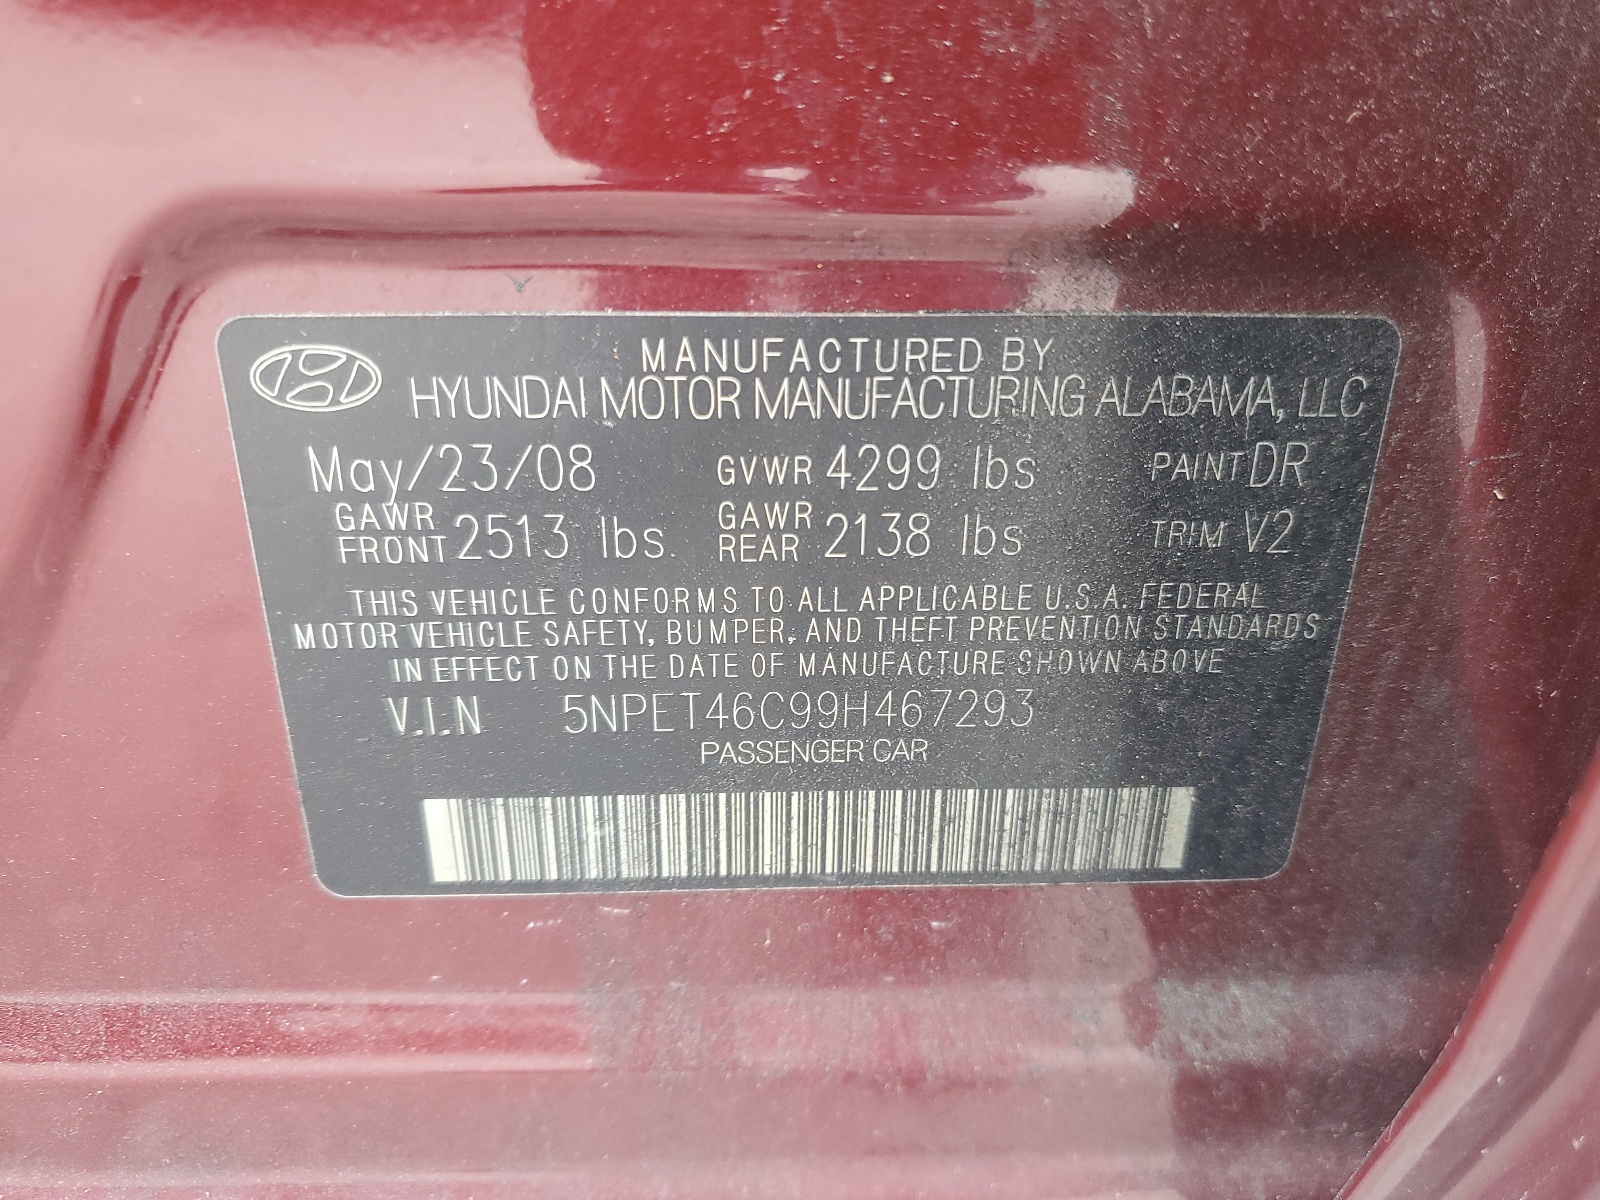 MANUFACTURED BY
HYUNDAI MOTOR MANUFACTURING ALABAMA, LLC
May/23/08 GVWR 4299 lbs PAINT DR
GAWR FRONT 2513 lbs. GAWR REAR 2138 lbs TRIM V2
THIS VEHICLE CONFORMS TO ALL APPLICABLE U.S.A. FEDERAL
MOTOR VEHICLE SAFETY, BUMPER, AND THEFT PREVENTION STANDARDS
IN EFFECT ON THE DATE OF MANUFACTURE SHOWN ABOVE
V.I.N 5NPET46C99H467293
PASSENGER CAR